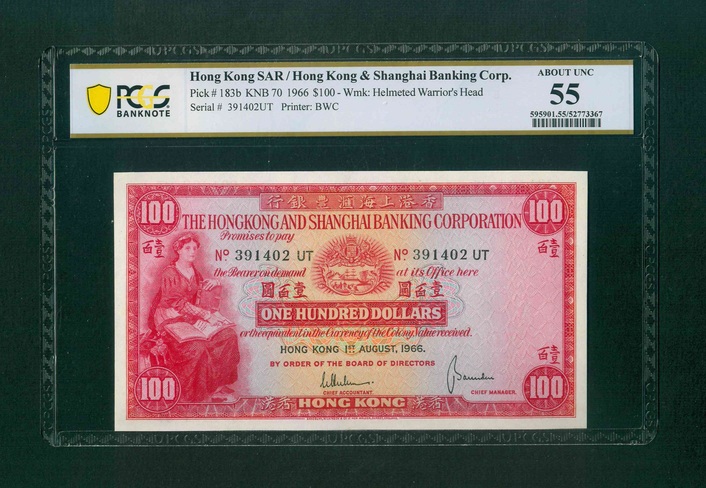 Hong Kong SAR / Hong Kong & Shanghai Banking Corp.
Pick # 183b KNB 70 1966 $100 - Wmk: Helmeted Warrior's Head
Serial # 391402UT Printer: BWC
ABOUT UNC
55
595901.55/52773367
PCGS
BANKNOTE
行銀豐滙海上港香
100
100
THE HONGKONG AND SHANGHAI BANKING CORPORATION
Promises to pay
百壹
百壹
Nº 391402 UT
Nº 391402 UT
the Bearer on demand
at its Office here
圓百壹
圓百壹
ONE HUNDRED DOLLARS
or the equivalent in the Currency of the Colony Value received.
HONG KONG 1ST AUGUST, 1966.
百壹
BY ORDER OF THE BOARD OF DIRECTORS
CHIEF ACCOUNTANT
CHIEF MANAGER.
100
100
港香
HONG KONG
港香